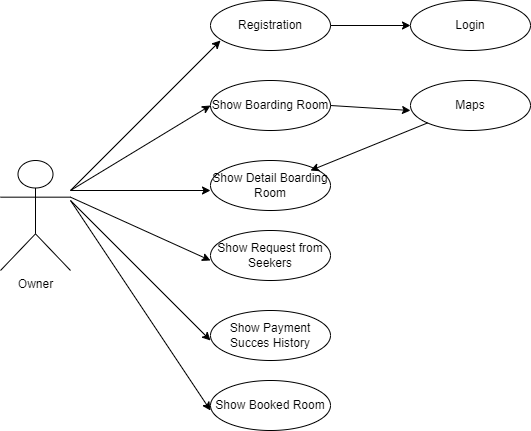 Registration
Login
Show Boarding Room
Maps
Show Detail Boarding
Room
Show Request from
Seekers
Owner
Show Payment
Succes History
Show Booked Room